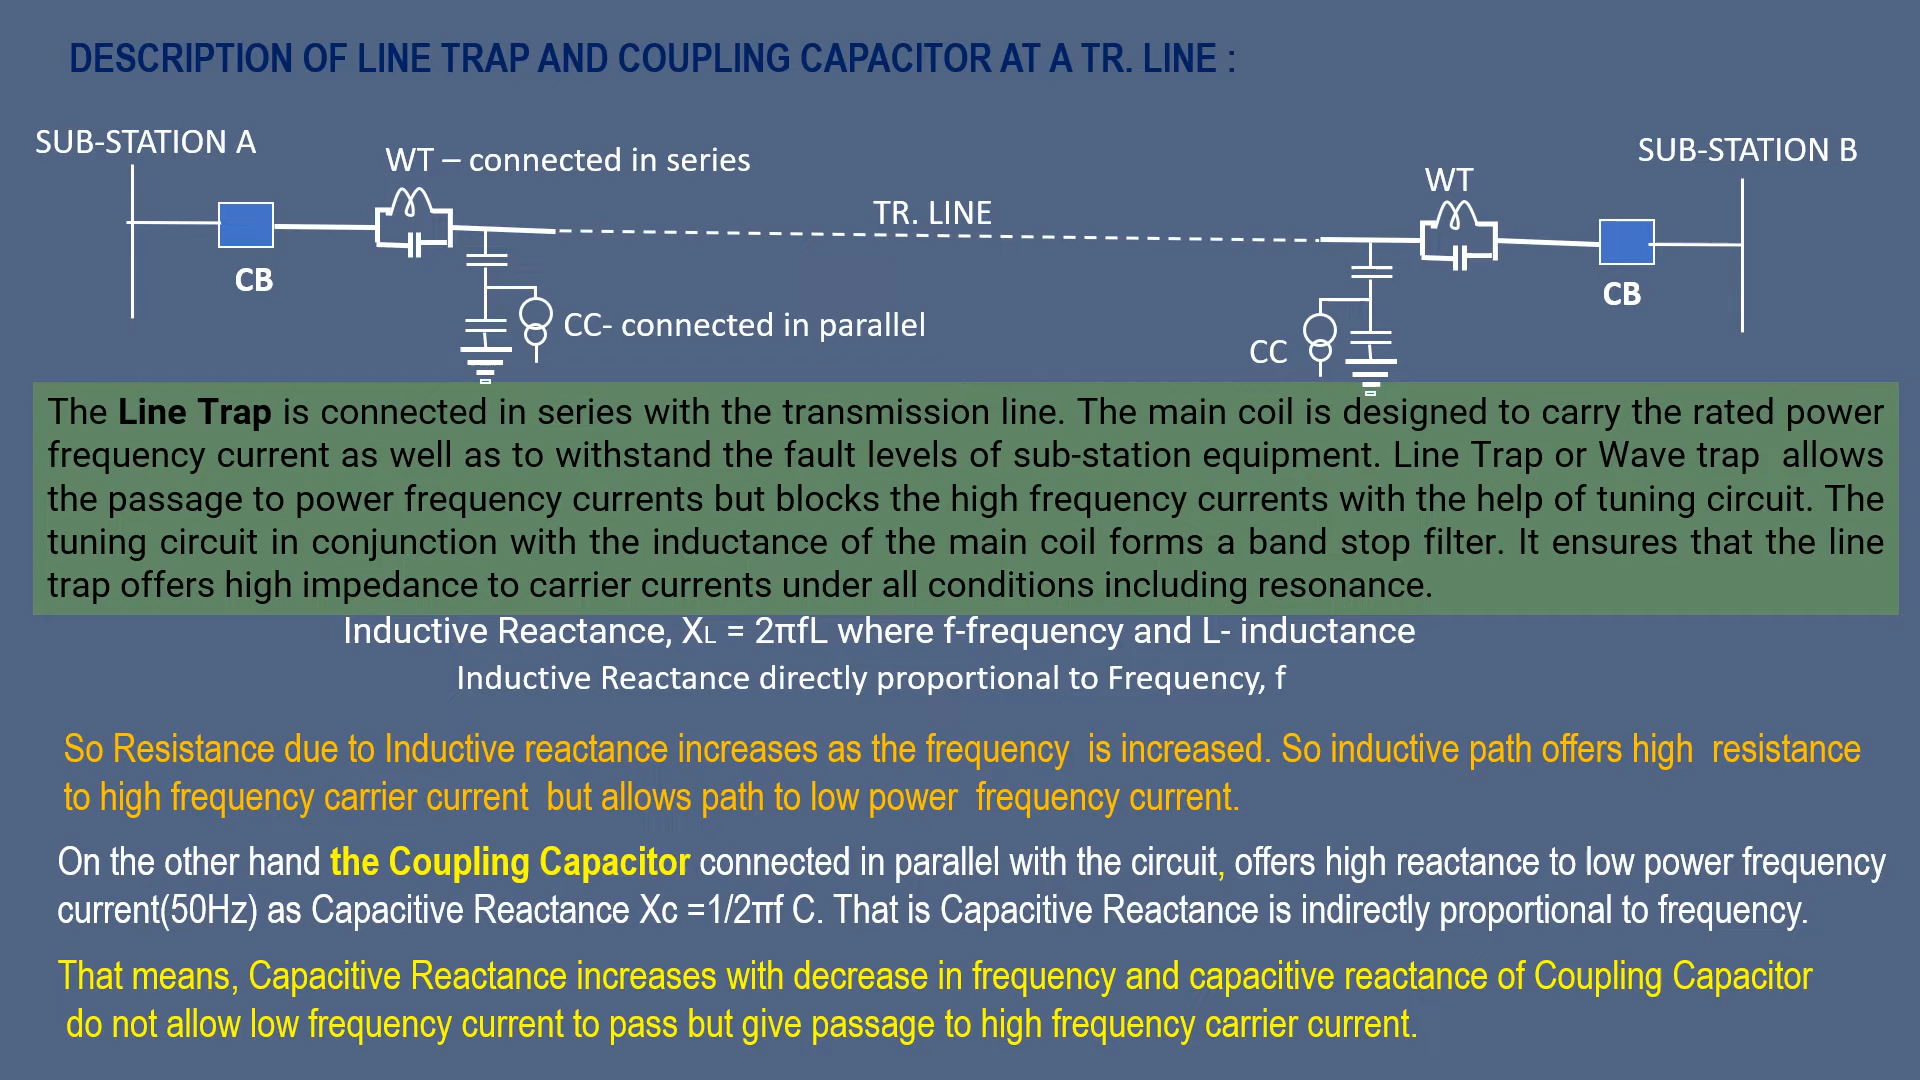 DESCRIPTION OF LINE TRAP AND COUPLING CAPACITOR AT A TR. LINE :
SUB-STATION A
WT – connected in series
SUB-STATION B
WT
TR. LINE
CB
CB
CC- connected in parallel
CC
The Line Trap is connected in series with the transmission line. The main coil is designed to carry the rated power
frequency current as well as to withstand the fault levels of sub-station equipment. Line Trap or Wave trap allows
the passage to power frequency currents but blocks the high frequency currents with the help of tuning circuit. The
tuning circuit in conjunction with the inductance of the main coil forms a band stop filter. It ensures that the line
trap offers high impedance to carrier currents under all conditions including resonance.
Inductive Reactance, XL = 2πfL where f-frequency and L- inductance
Inductive Reactance directly proportional to Frequency, f
So Resistance due to Inductive reactance increases as the frequency is increased. So inductive path offers high resistance
to high frequency carrier current but allows path to low power frequency current.
On the other hand the Coupling Capacitor connected in parallel with the circuit, offers high reactance to low power frequency
current(50Hz) as Capacitive Reactance Xc =1/2πf C. That is Capacitive Reactance is indirectly proportional to frequency.
That means, Capacitive Reactance increases with decrease in frequency and capacitive reactance of Coupling Capacitor
do not allow low frequency current to pass but give passage to high frequency carrier current.